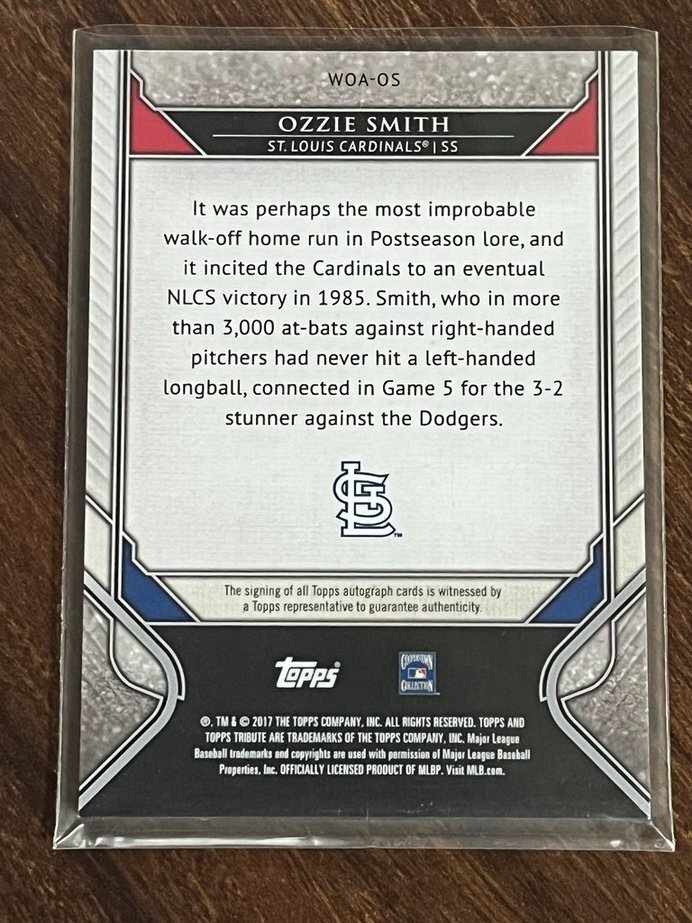 WOA-OS
OZZIE SMITH
ST. LOUIS CARDINALS® | SS
It was perhaps the most improbable
walk-off home run in Postseason lore, and
it incited the Cardinals to an eventual
NLCS victory in 1985. Smith, who in more
than 3,000 at-bats against right-handed
pitchers had never hit a left-handed
longball, connected in Game 5 for the 3-2
stunner against the Dodgers.
STL™
The signing of all Topps autograph cards is witnessed by
a Topps representative to guarantee authenticity.
Topps®
COOPERSTOWN
COLLECTION
®, TM & © 2017 THE TOPPS COMPANY, INC. ALL RIGHTS RESERVED. TOPPS AND
TOPPS TRIBUTE ARE TRADEMARKS OF THE TOPPS COMPANY, INC. Major League
Baseball trademarks and copyrights are used with permission of Major League Baseball
Properties, Inc. OFFICIALLY LICENSED PRODUCT OF MLBP. Visit MLB.com.